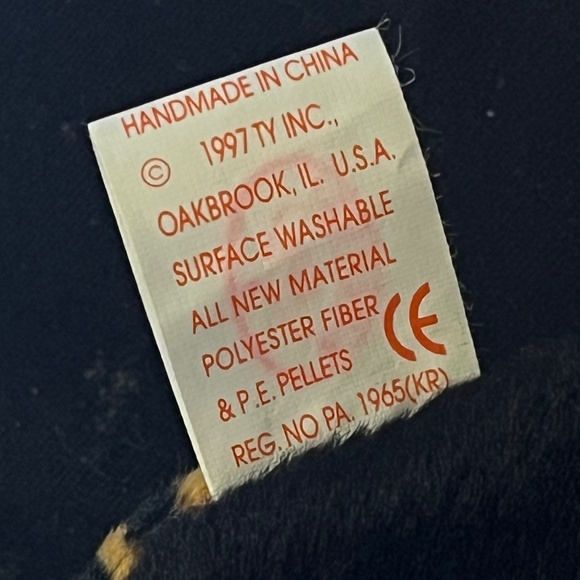 HANDMADE IN CHINA
© 1997 TY INC.,
OAKBROOK, IL. U.S.A.
SURFACE WASHABLE
ALL NEW MATERIAL
POLYESTER FIBER
& P.E. PELLETS CE
REG. NO PA. 1965(KR)